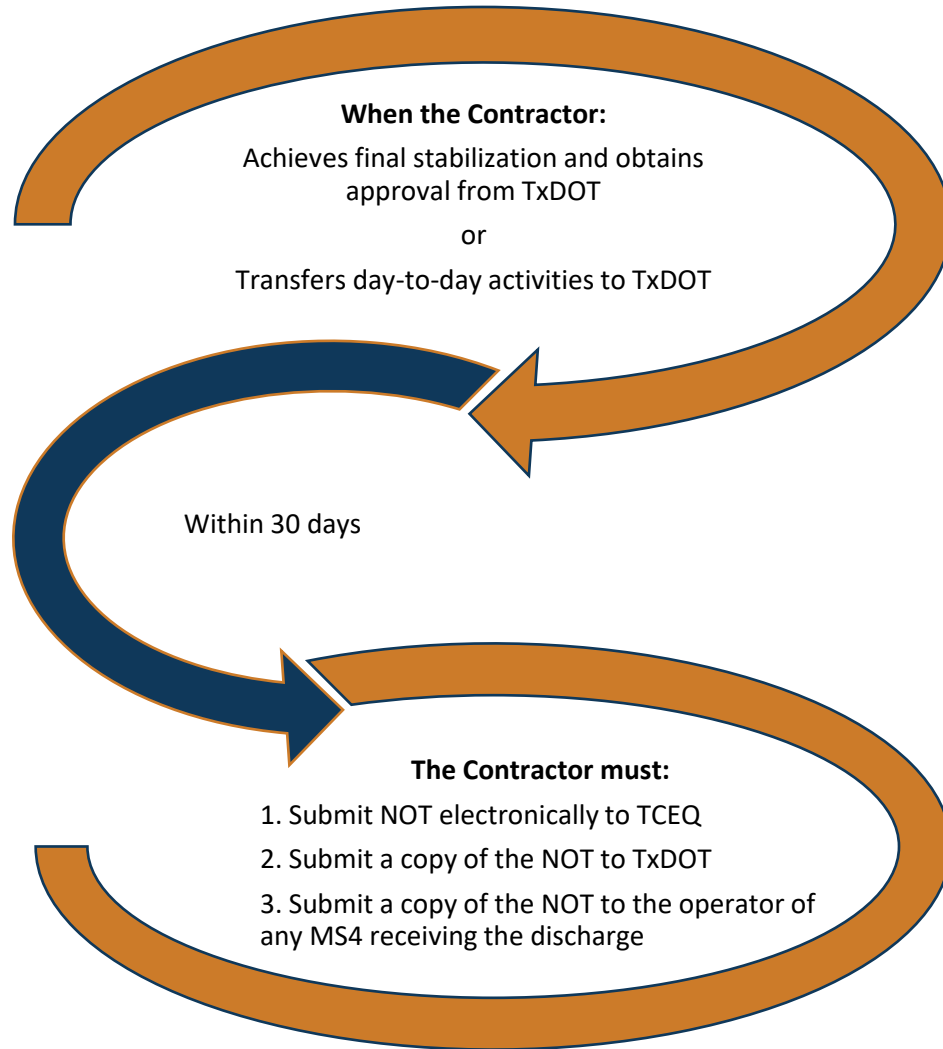 When the Contractor:
Achieves final stabilization and obtains
approval from TxDOT
or
Transfers day-to-day activities to TxDOT
Within 30 days
The Contractor must:
1. Submit NOT electronically to TCEQ
2. Submit a copy of the NOT to TxDOT
3. Submit a copy of the NOT to the operator of
any MS4 receiving the discharge